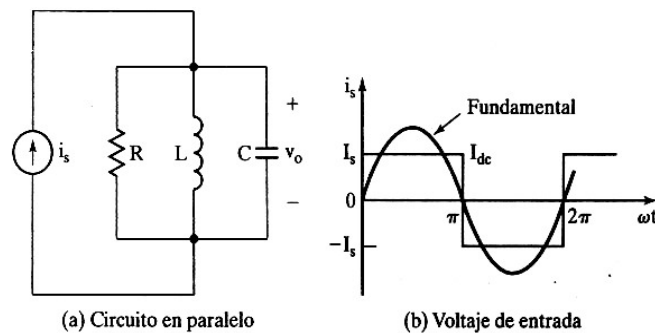 i_s
R
L
C
+
v_o
−
(a) Circuito en paralelo
i_s
Fundamental
I_s
I_dc
0
π
2π
ωt
−I_s
(b) Voltaje de entrada